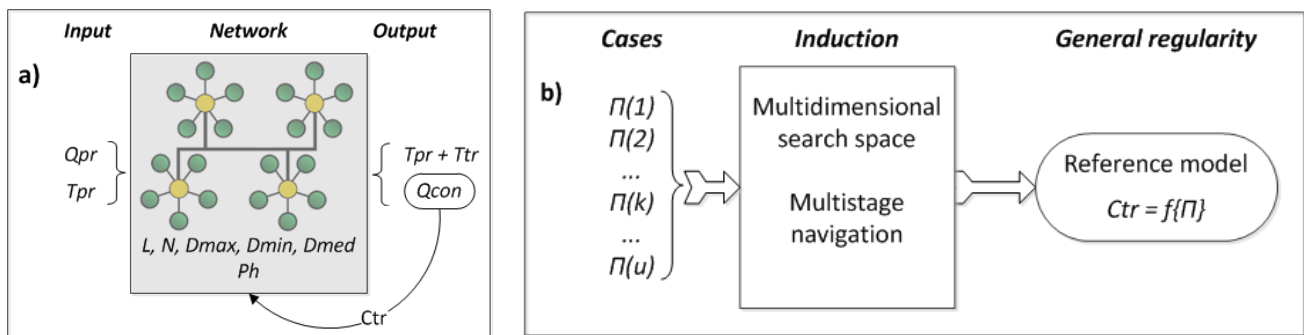 Input Network Output
a)
Qpr
Tpr
Tpr + Ttr
Qcon
L, N, Dmax, Dmin, Dmed
Ph
Ctr
Cases Induction General regularity
b)
П(1)
П(2)
...
П(k)
...
П(u)
Multidimensional
search space
Multistage
navigation
Reference model
Ctr = f{П}